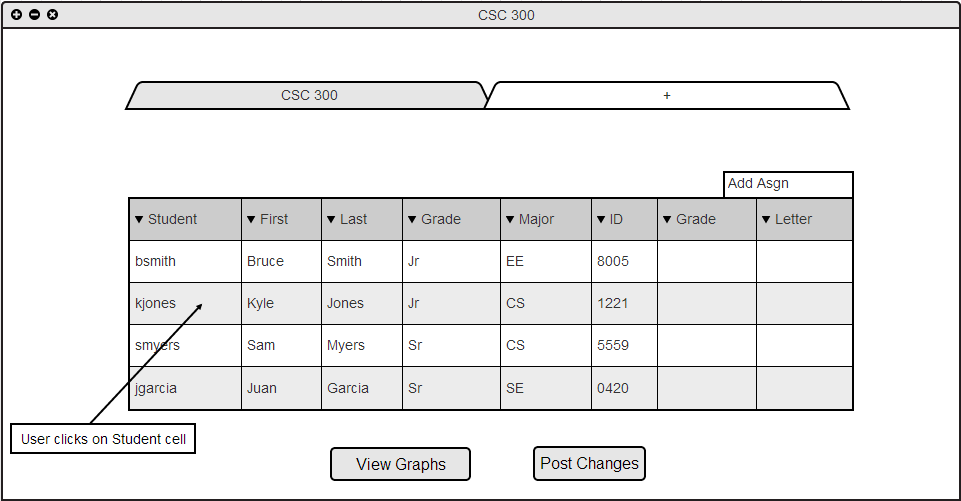 CSC 300
CSC 300 +
Add Asgn
Student First Last Grade Major ID Grade Letter
bsmith Bruce Smith Jr EE 8005
kjones Kyle Jones Jr CS 1221
smyers Sam Myers Sr CS 5559
jgarcia Juan Garcia Sr SE 0420
User clicks on Student cell
View Graphs Post Changes